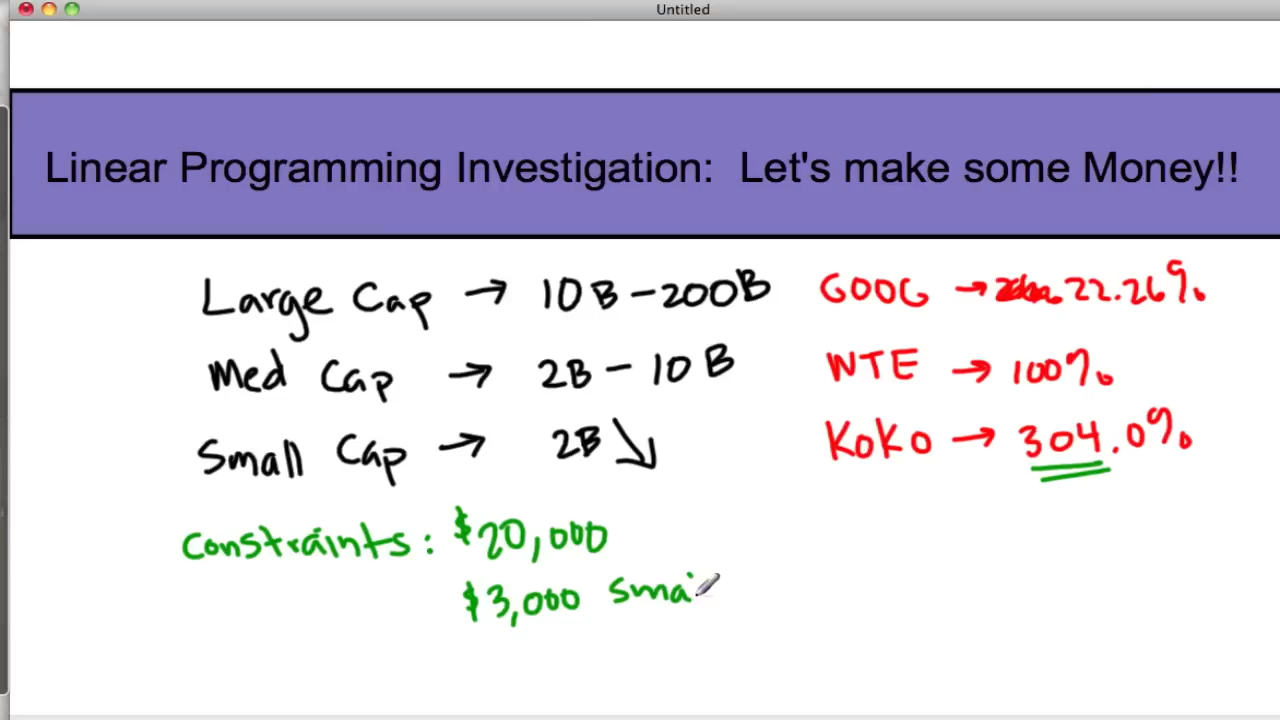 Untitled
Linear Programming Investigation: Let's make some Money!!
Large Cap → 10B - 200B GOOG → 22.26%
Med Cap → 2B - 10B NTE → 100%
Small Cap → 2B ↘ KOKO → 304.0%
Constraints: $20,000
$3,000 Sma